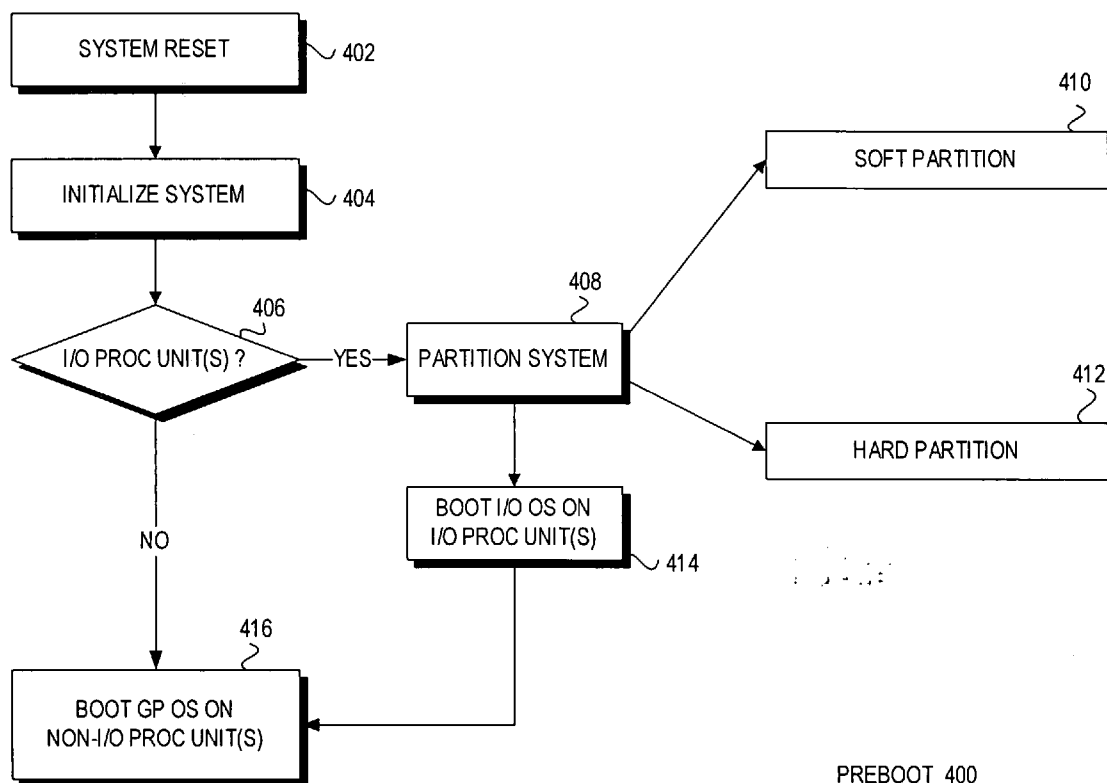 SYSTEM RESET
402
INITIALIZE SYSTEM
404
406
I/O PROC UNIT(S) ?
YES
408
PARTITION SYSTEM
410
SOFT PARTITION
412
HARD PARTITION
BOOT I/O OS ON
I/O PROC UNIT(S)
414
NO
416
BOOT GP OS ON
NON-I/O PROC UNIT(S)
PREBOOT 400